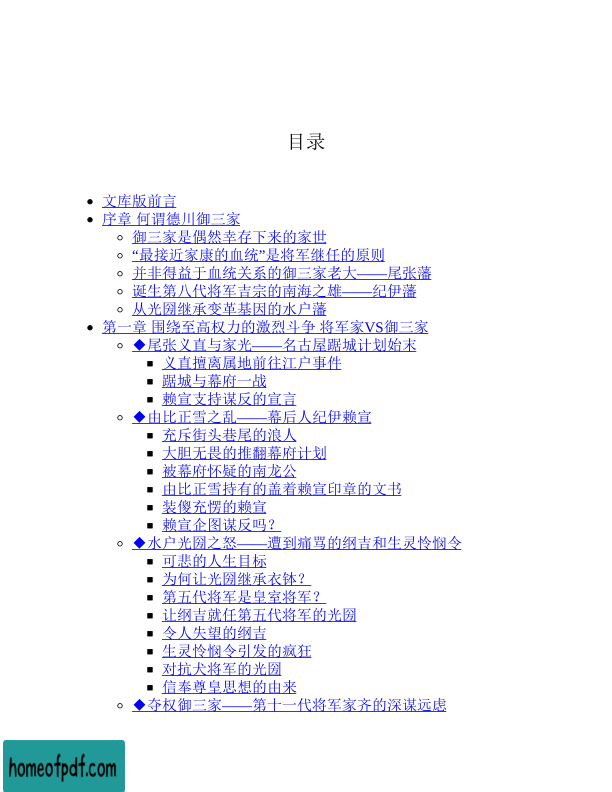 目录
文库版前言
序章 何谓德川御三家
御三家是偶然幸存下来的家世
“最接近家康的血统”是将军继任的原则
并非得益于血统关系的御三家老大——尾张藩
诞生第八代将军吉宗的南海之雄——纪伊藩
从光圀继承变革基因的水户藩
第一章 围绕至高权力的激烈斗争 将军家VS御三家
◆尾张义直与家光——名古屋踞城计划始末
义直擅离属地前往江户事件
踞城与幕府一战
赖宣支持谋反的宣言
◆由比正雪之乱——幕后人纪伊赖宣
充斥街头巷尾的浪人
大胆无畏的推翻幕府计划
被幕府怀疑的南龙公
由比正雪持有的盖着赖宣印章的文书
装傻充愣的赖宣
赖宣企图谋反吗？
◆水户光圀之怒——遭到痛骂的纲吉和生灵怜悯令
可悲的人生目标
为何让光圀继承衣钵？
第五代将军是皇室将军？
让纲吉就任第五代将军的光圀
令人失望的纲吉
生灵怜悯令引发的疯狂
对抗犬将军的光圀
信奉尊皇思想的由来
◆夺权御三家——第十一代将军家齐的深谋远虑
homeofpdf.com